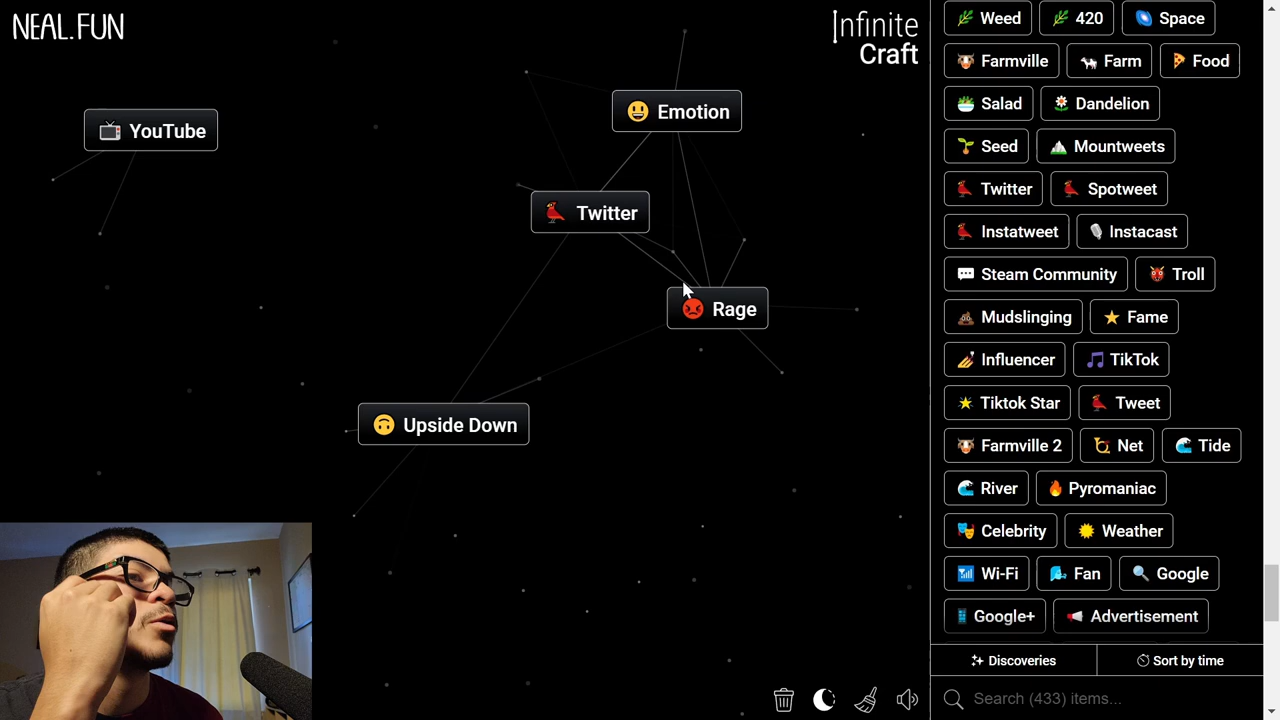 NEAL.FUN
Infinite
Craft
YouTube
Emotion
Twitter
Rage
Upside Down
Weed 420 Space
Farmville Farm Food
Salad Dandelion
Seed Mountweets
Twitter Spotweet
Instatweet Instacast
Steam Community Troll
Mudslinging Fame
Influencer TikTok
Tiktok Star Tweet
Farmville 2 Net Tide
River Pyromaniac
Celebrity Weather
Wi-Fi Fan Google
Google+ Advertisement
Discoveries Sort by time
Search (433) items...